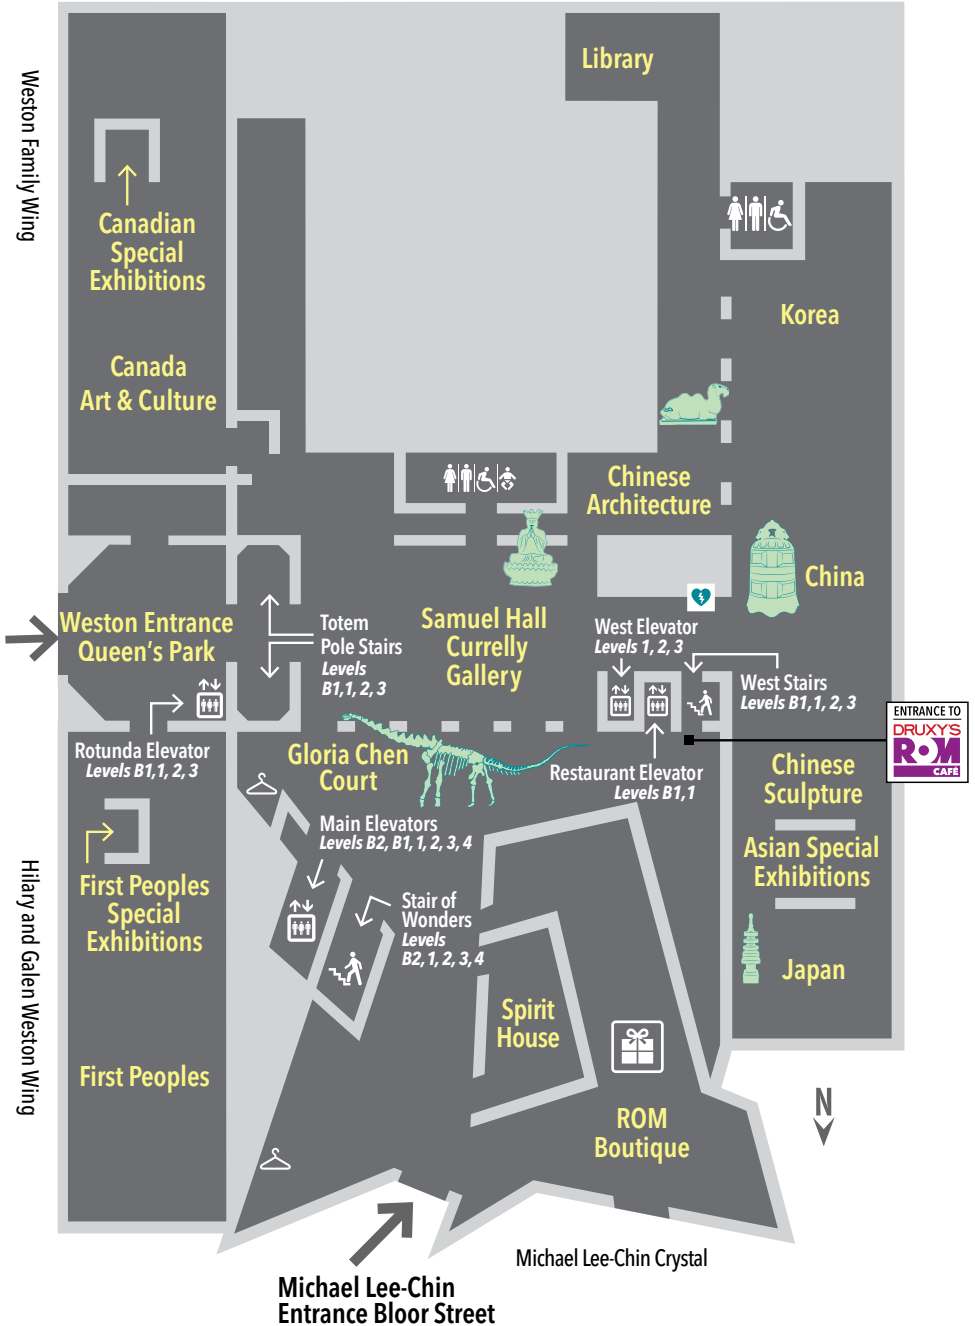 Library
Weston Family Wing
Canadian
Special
Exhibitions
Korea
Canada
Art & Culture
Chinese
Architecture
China
Weston Entrance
Queen's Park
Totem
Pole Stairs
Levels
B1,1, 2, 3
Samuel Hall
Currelly
Gallery
West Elevator
Levels 1, 2, 3
West Stairs
Levels B1,1, 2, 3
ENTRANCE TO
DRUXY'S
ROM
CAFÉ
Rotunda Elevator
Levels B1,1, 2, 3
Gloria Chen
Court
Restaurant Elevator
Levels B1,1
Chinese
Sculpture
Main Elevators
Levels B2, B1, 1, 2, 3, 4
Asian Special
Exhibitions
First Peoples
Special
Exhibitions
Stair of
Wonders
Levels
B2, 1, 2, 3, 4
Japan
Hilary and Galen Weston Wing
Spirit
House
First Peoples
N
ROM
Boutique
Michael Lee-Chin Crystal
Michael Lee-Chin
Entrance Bloor Street